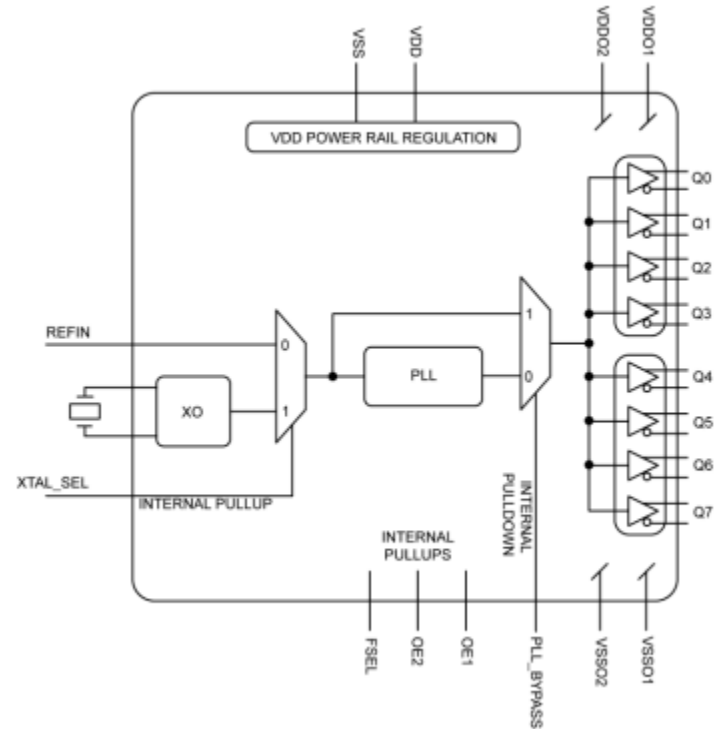 VSS
VDD
VDDO2
VDDO1
VDD POWER RAIL REGULATION
Q0
Q1
Q2
Q3
REFIN
0
1
PLL
XO
1
0
Q4
Q5
Q6
Q7
XTAL_SEL
INTERNAL PULLUP
INTERNAL
PULLDOWN
INTERNAL
PULLUPS
FSEL
OE2
OE1
PLL_BYPASS
VSSO2
VSSO1